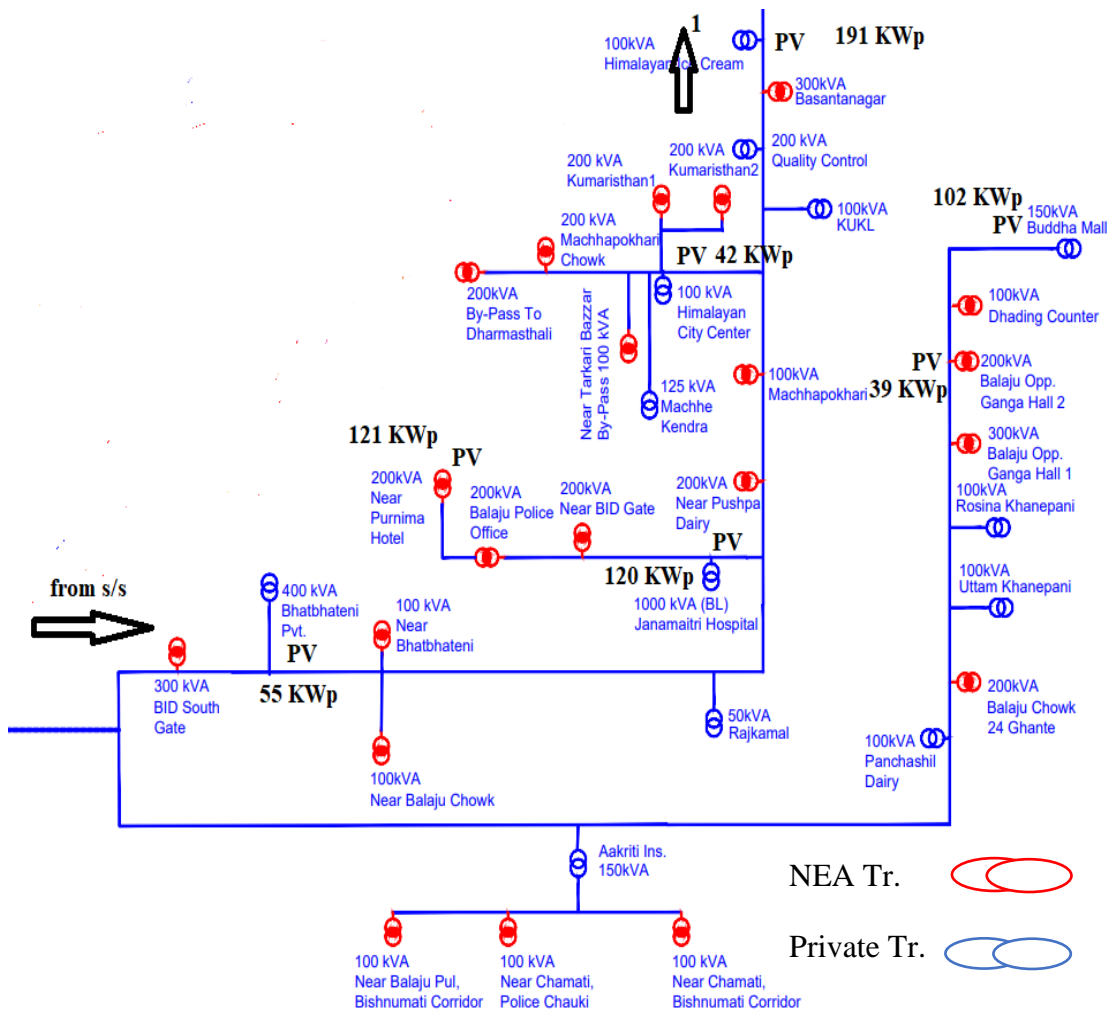 1
100kVA
Himalayan Ice Cream
PV
191 KWp
300kVA
Basantanagar
200 kVA
Quality Control
200 kVA
Kumaristhan1
200 kVA
Kumaristhan2
100kVA
KUKL
200 kVA
Machhapokhari
Chowk
PV 42 KWp
200kVA
By-Pass To
Dharmasthali
Near Tarkari Bazzar
By-Pass 100 kVA
100 kVA
Himalayan
City Center
125 kVA
Machhe
Kendra
100kVA
Machhapokhari
102 KWp
PV
150kVA
Buddha Mall
100kVA
Dhading Counter
PV
39 KWp
200kVA
Balaju Opp.
Ganga Hall 2
300kVA
Balaju Opp.
Ganga Hall 1
100kVA
Rosina Khanepani
100kVA
Uttam Khanepani
200kVA
Balaju Chowk
24 Ghante
100kVA
Panchashil
Dairy
121 KWp
PV
200kVA
Near
Purnima
Hotel
200kVA
Balaju Police
Office
200kVA
Near BID Gate
200kVA
Near Pushpa
Dairy
PV
120 KWp
1000 kVA (BL)
Janamaitri Hospital
from s/s
400 kVA
Bhatbhateni
Pvt.
PV
55 KWp
100 kVA
Near
Bhatbhateni
300 kVA
BID South
Gate
100kVA
Near Balaju Chowk
50kVA
Rajkamal
Aakriti Ins.
150kVA
100 kVA
Near Balaju Pul,
Bishnumati Corridor
100 kVA
Near Chamati,
Police Chauki
100 kVA
Near Chamati,
Bishnumati Corridor
NEA Tr.
Private Tr.